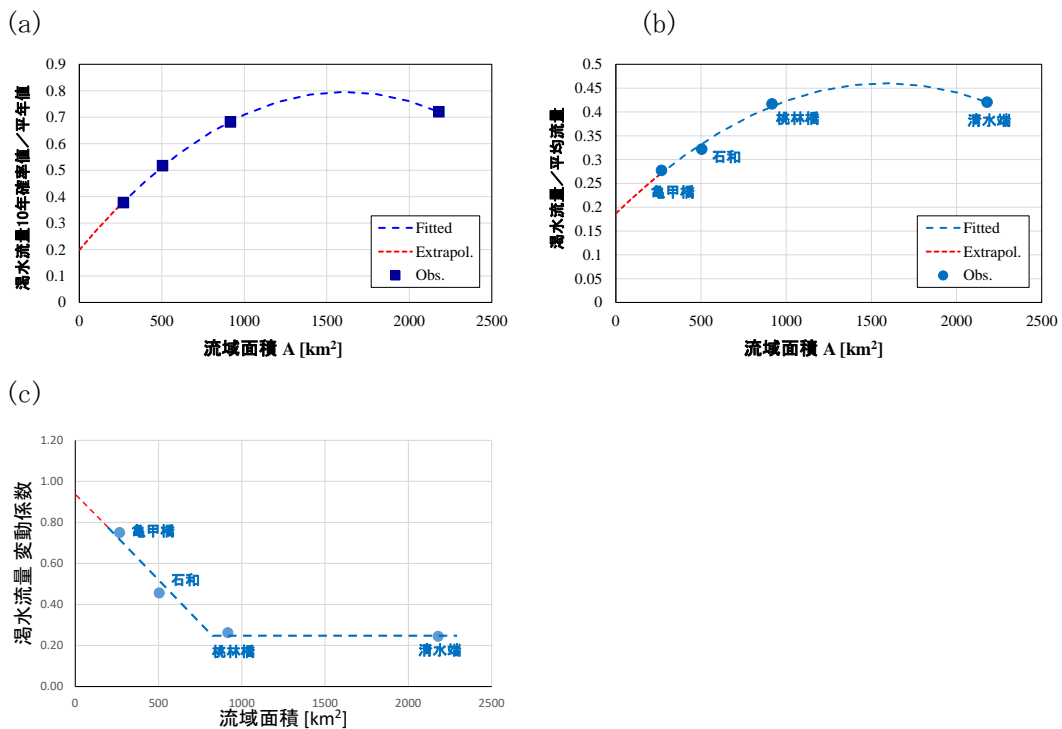 (a)
渇水流量10年確率値／平年値
0.9
0.8
0.7
0.6
0.5
0.4
0.3
0.2
0.1
0
Fitted
Extrapol.
Obs.
0 500 1000 1500 2000 2500
流域面積 A [km²]
(b)
渇水流量／平均流量
0.5
0.45
0.4
0.35
0.3
0.25
0.2
0.15
0.1
0.05
0
桃林橋
清水端
石和
亀甲橋
Fitted
Extrapol.
Obs.
0 500 1000 1500 2000 2500
流域面積 A [km²]
(c)
渇水流量 変動係数
1.20
1.00
0.80
0.60
0.40
0.20
0.00
亀甲橋
石和
桃林橋
清水端
0 500 1000 1500 2000 2500
流域面積 [km²]